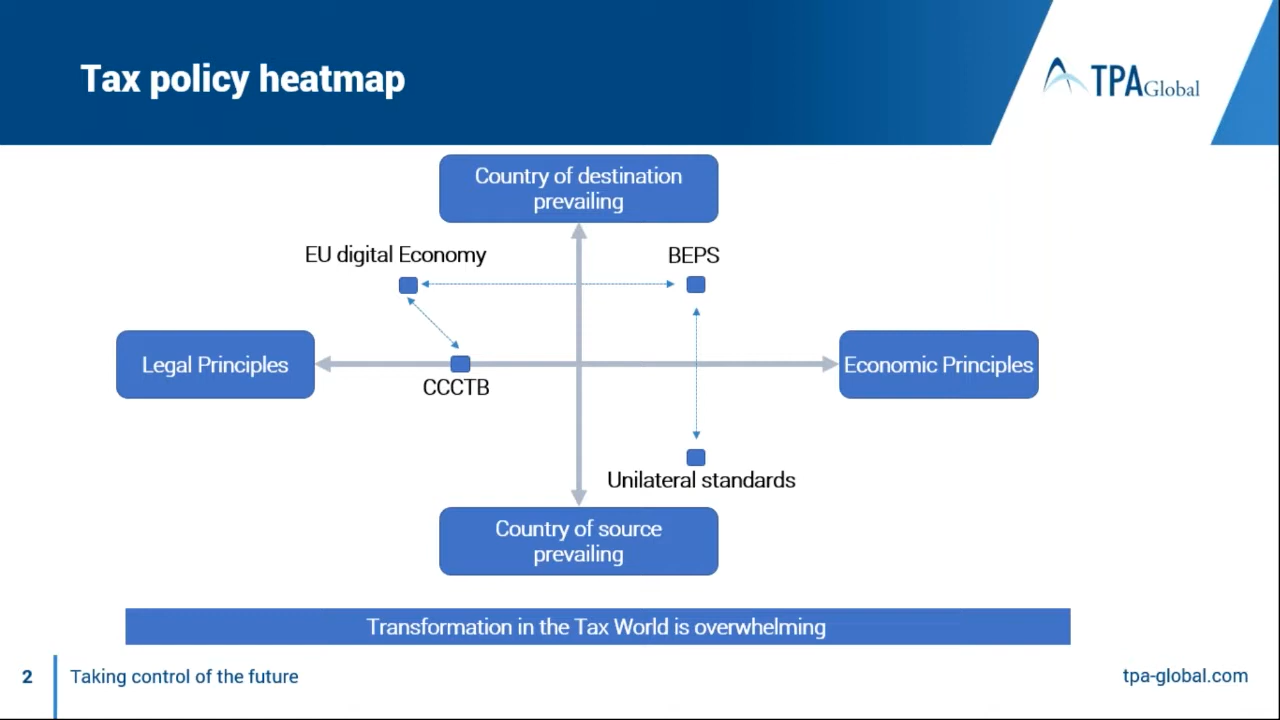 Tax policy heatmap
TPAGlobal
Country of destination
prevailing
EU digital Economy
BEPS
Legal Principles
Economic Principles
CCCTB
Unilateral standards
Country of source
prevailing
Transformation in the Tax World is overwhelming
2
Taking control of the future
tpa-global.com